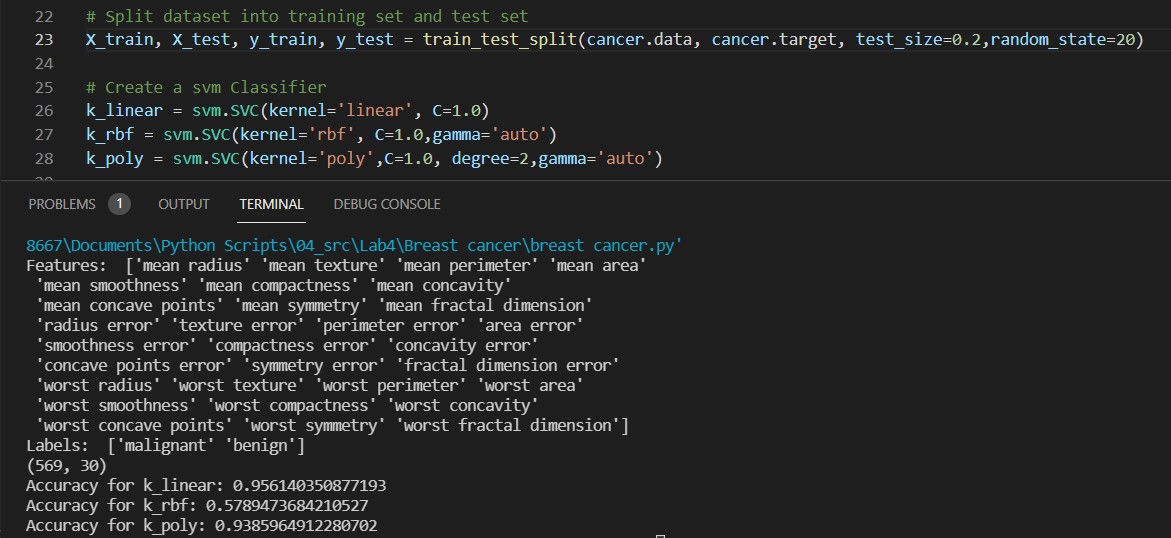 22 # Split dataset into training set and test set
23 X_train, X_test, y_train, y_test = train_test_split(cancer.data, cancer.target, test_size=0.2,random_state=20)
24
25 # Create a svm Classifier
26 k_linear = svm.SVC(kernel='linear', C=1.0)
27 k_rbf = svm.SVC(kernel='rbf', C=1.0,gamma='auto')
28 k_poly = svm.SVC(kernel='poly',C=1.0, degree=2,gamma='auto')
PROBLEMS 1 OUTPUT TERMINAL DEBUG CONSOLE
8667\Documents\Python Scripts\04_src\Lab4\Breast cancer\breast cancer.py'
Features:  ['mean radius' 'mean texture' 'mean perimeter' 'mean area'
 'mean smoothness' 'mean compactness' 'mean concavity'
 'mean concave points' 'mean symmetry' 'mean fractal dimension'
 'radius error' 'texture error' 'perimeter error' 'area error'
 'smoothness error' 'compactness error' 'concavity error'
 'concave points error' 'symmetry error' 'fractal dimension error'
 'worst radius' 'worst texture' 'worst perimeter' 'worst area'
 'worst smoothness' 'worst compactness' 'worst concavity'
 'worst concave points' 'worst symmetry' 'worst fractal dimension']
Labels:  ['malignant' 'benign']
(569, 30)
Accuracy for k_linear: 0.956140350877193
Accuracy for k_rbf: 0.5789473684210527
Accuracy for k_poly: 0.9385964912280702